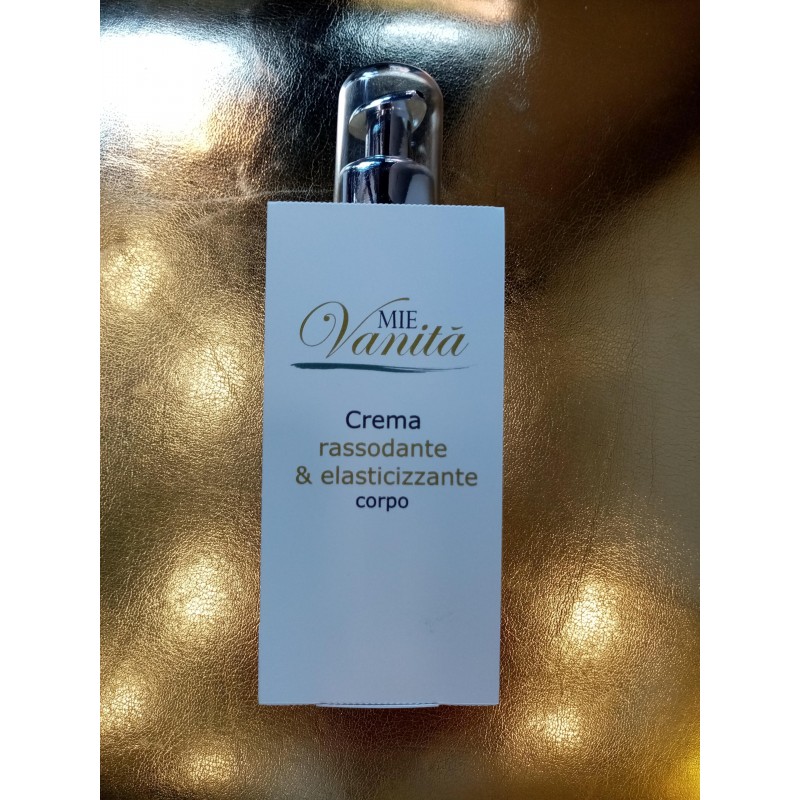 MIE
Vanità
Crema
rassodante
& elasticizzante
corpo